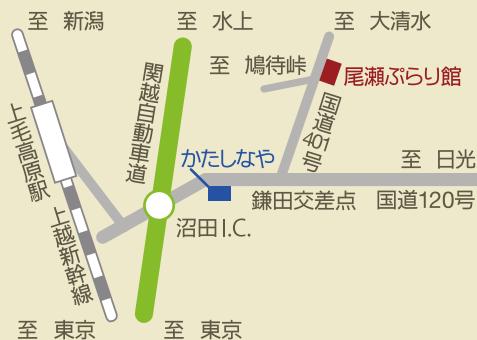 至 新潟
至 水上
至 大清水
至 鳩待峠
尾瀬ぷらり館
関越自動車道
国道401号
上毛高原駅
かたしなや
至 日光
鎌田交差点 国道120号
沼田I.C.
上越新幹線
至 東京
至 東京